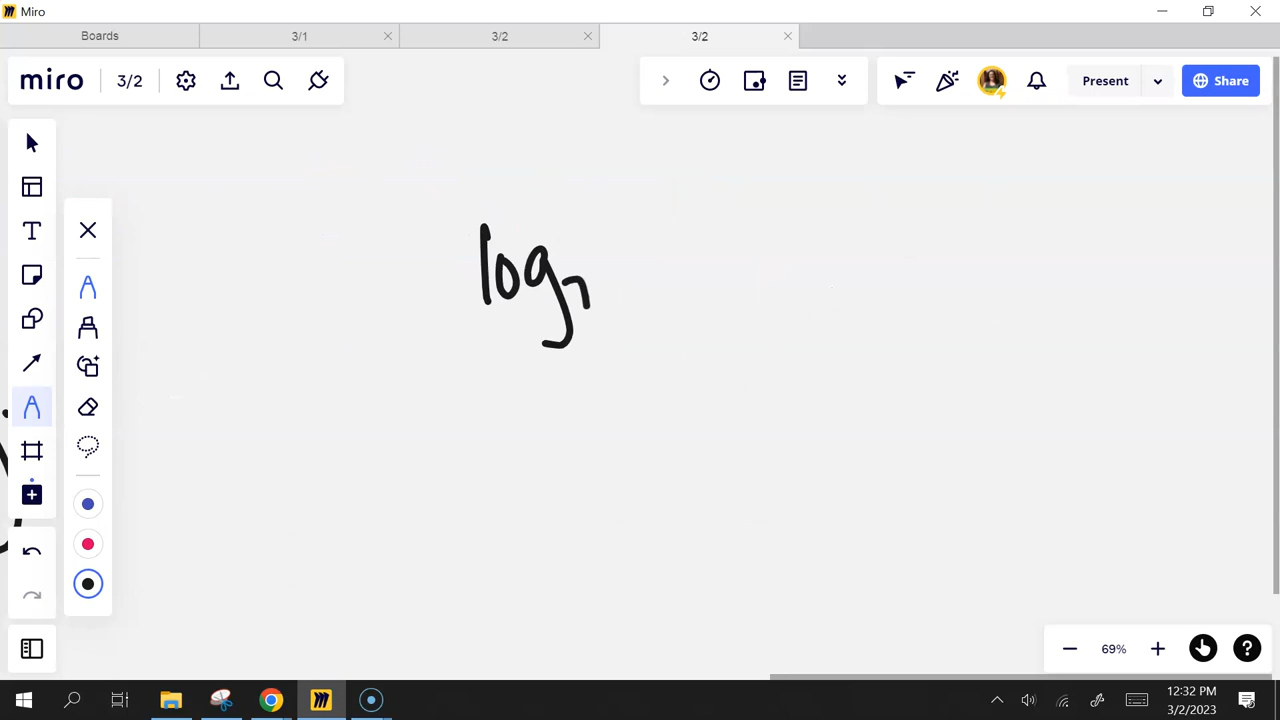 Miro
Boards
3/1
3/2
3/2
miro
3/2
Present
Share
log₇
69%
12:32 PM
3/2/2023